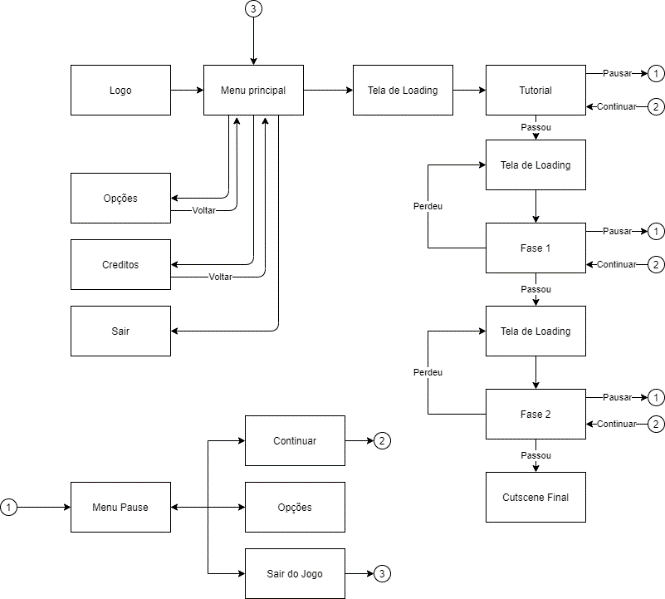 3
Logo
Menu principal
Tela de Loading
Tutorial
Pausar
1
Continuar
2
Passou
Tela de Loading
Opções
Voltar
Perdeu
Creditos
Voltar
Fase 1
Pausar
1
Continuar
2
Passou
Sair
Tela de Loading
Perdeu
Fase 2
Pausar
1
Continuar
2
Passou
Cutscene Final
1
Menu Pause
Continuar
2
Opções
Sair do Jogo
3